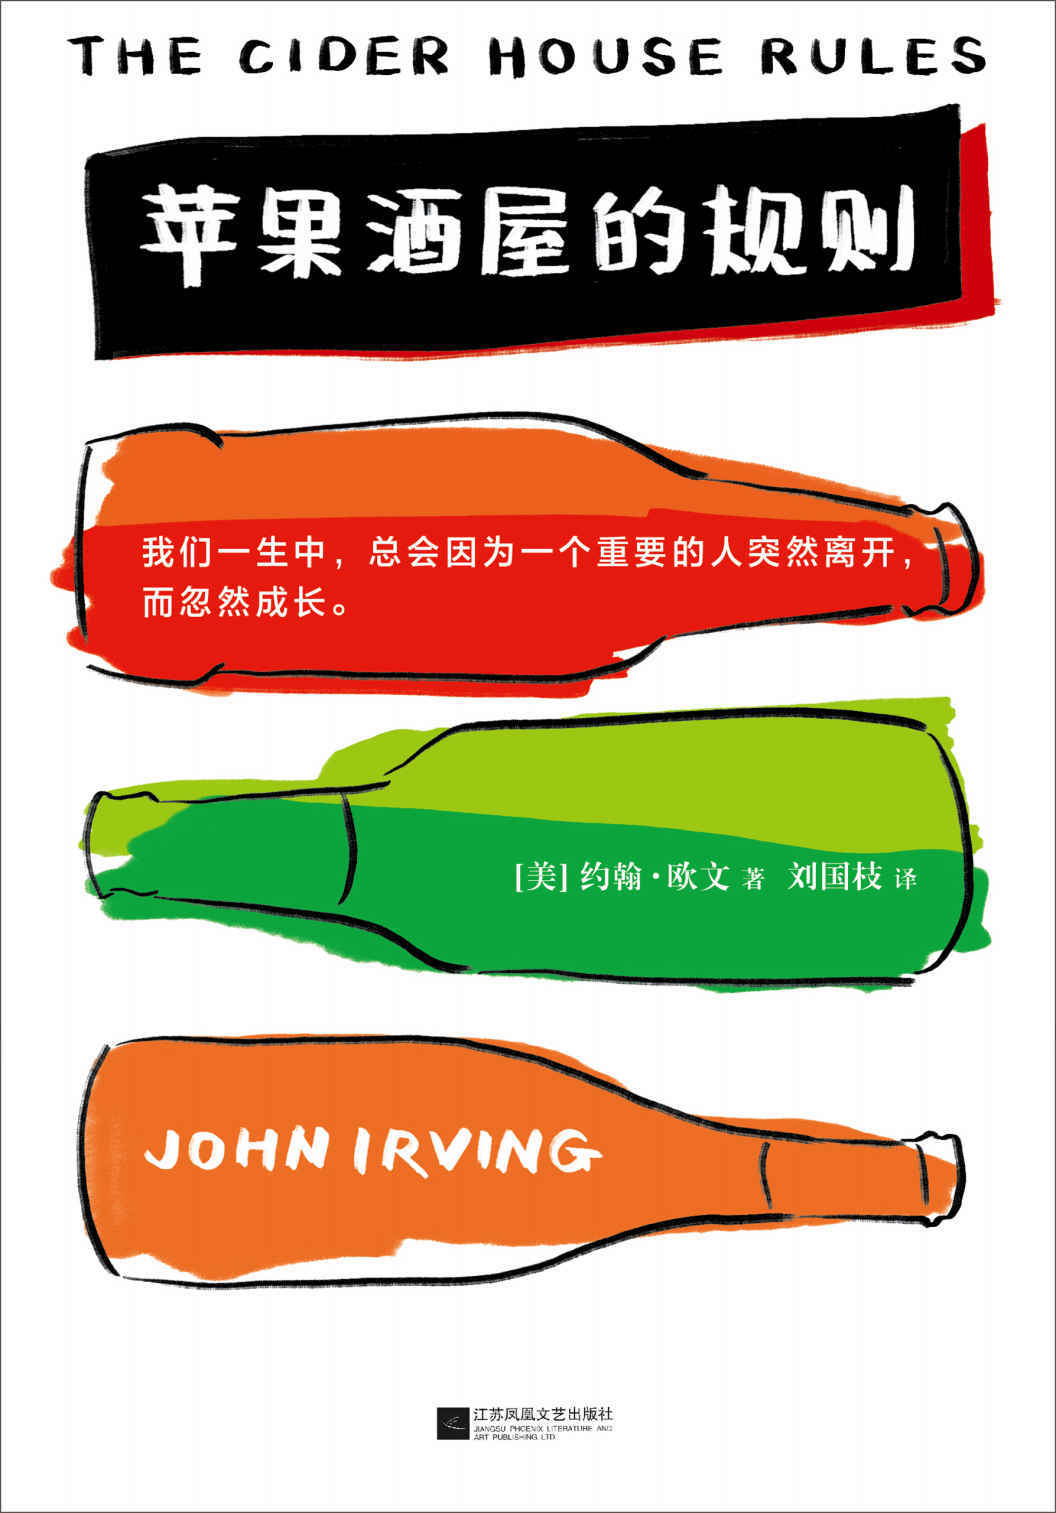 THE CIDER HOUSE RULES
苹果酒屋的规则
我们一生中，总会因为一个重要的人突然离开，
而忽然成长。
[美] 约翰·欧文 著 刘国枝 译
JOHN IRVING
江苏凤凰文艺出版社
JIANGSU PHOENIX LITERATURE AND
ART PUBLISHING, LTD